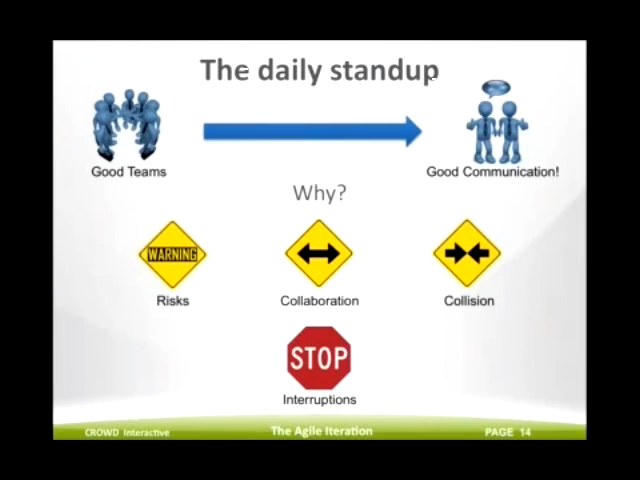 The daily standup
Good Teams
Good Communication!
Why?
WARNING
Risks
Collaboration
Collision
STOP
Interruptions
CROWD Interactive
The Agile Iteration
PAGE 14